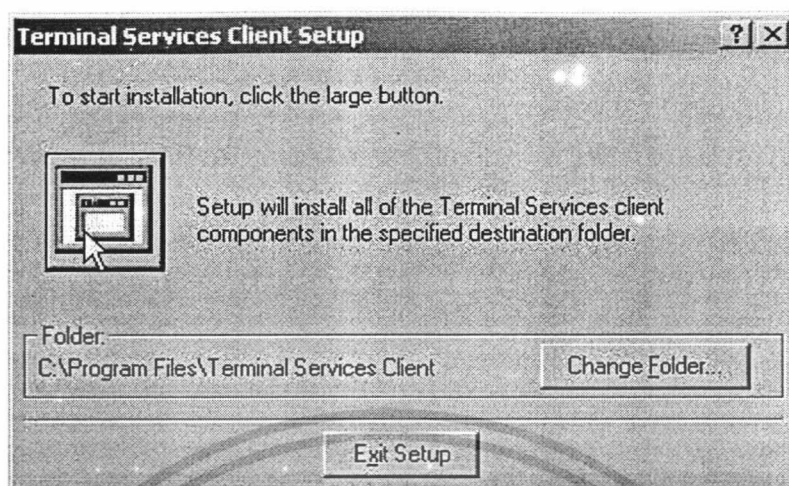 Terminal Services Client Setup
To start installation, click the large button.
Setup will install all of the Terminal Services client
components in the specified destination folder.
Folder:
C:\Program Files\Terminal Services Client
Change Folder...
Exit Setup